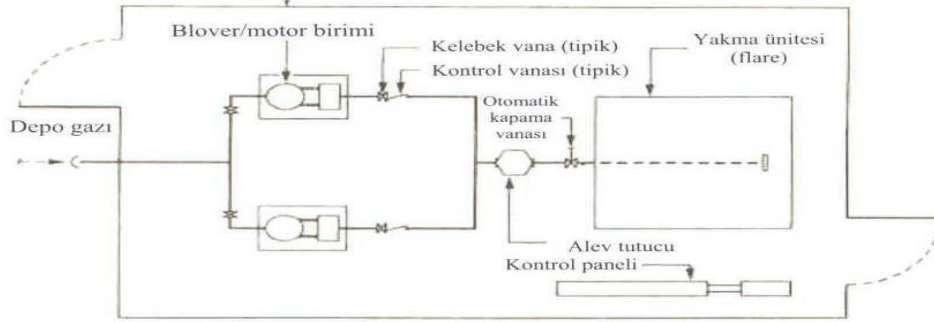 Blover/motor birimi
Kelebek vana (tipik)
Kontrol vanası (tipik)
Yakma ünitesi
(flare)
Otomatik
kapama
vanası
Depo gazı
Alev tutucu
Kontrol paneli